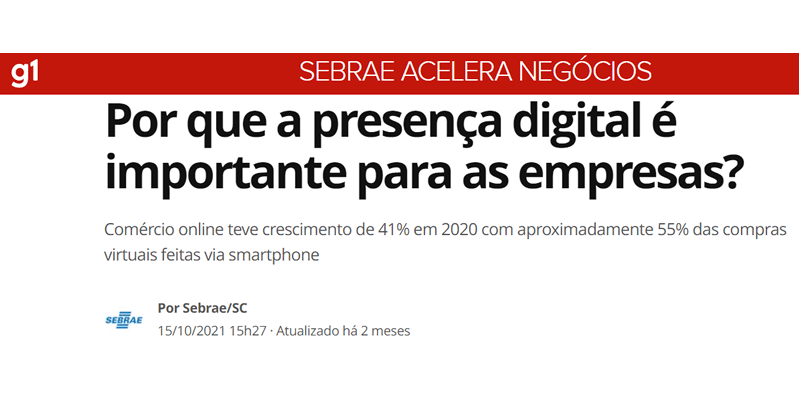 g1
SEBRAE ACELERA NEGÓCIOS
Por que a presença digital é
importante para as empresas?
Comércio online teve crescimento de 41% em 2020 com aproximadamente 55% das compras
virtuais feitas via smartphone
SEBRAE
Por Sebrae/SC
15/10/2021 15h27 · Atualizado há 2 meses